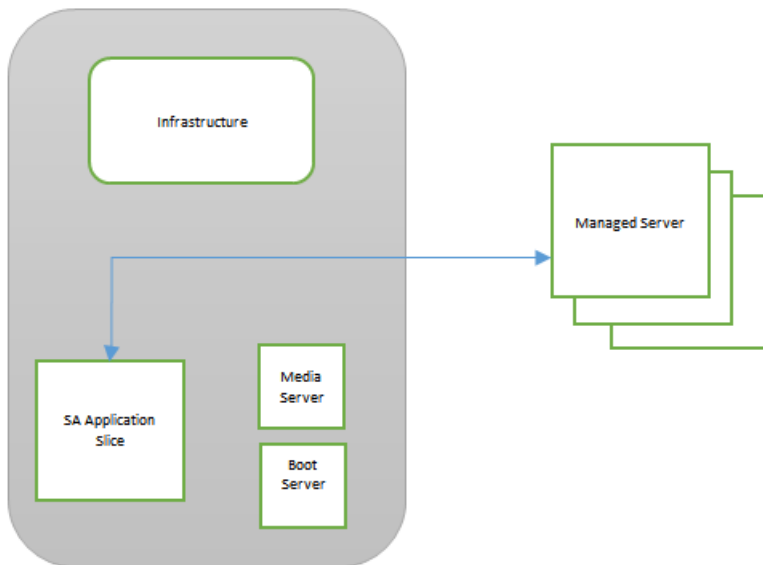 Infrastructure
Managed Server
Media
Server
SA Application
Slice
Boot
Server